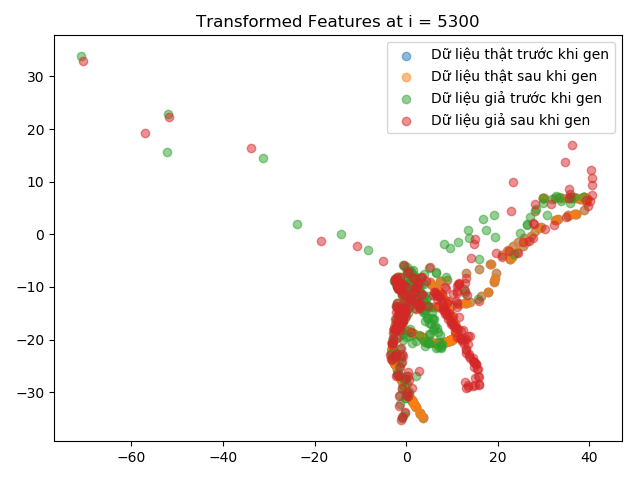 Transformed Features at i = 5300
Dữ liệu thật trước khi gen
Dữ liệu thật sau khi gen
Dữ liệu giả trước khi gen
Dữ liệu giả sau khi gen
30
20
10
0
−10
−20
−30
−60 −40 −20 0 20 40